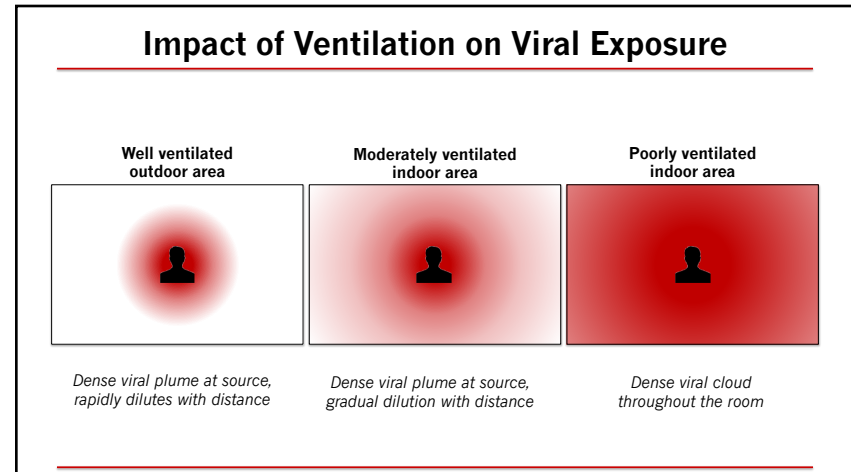 Impact of Ventilation on Viral Exposure
Well ventilated
outdoor area
Moderately ventilated
indoor area
Poorly ventilated
indoor area
Dense viral plume at source,
rapidly dilutes with distance
Dense viral plume at source,
gradual dilution with distance
Dense viral cloud
throughout the room